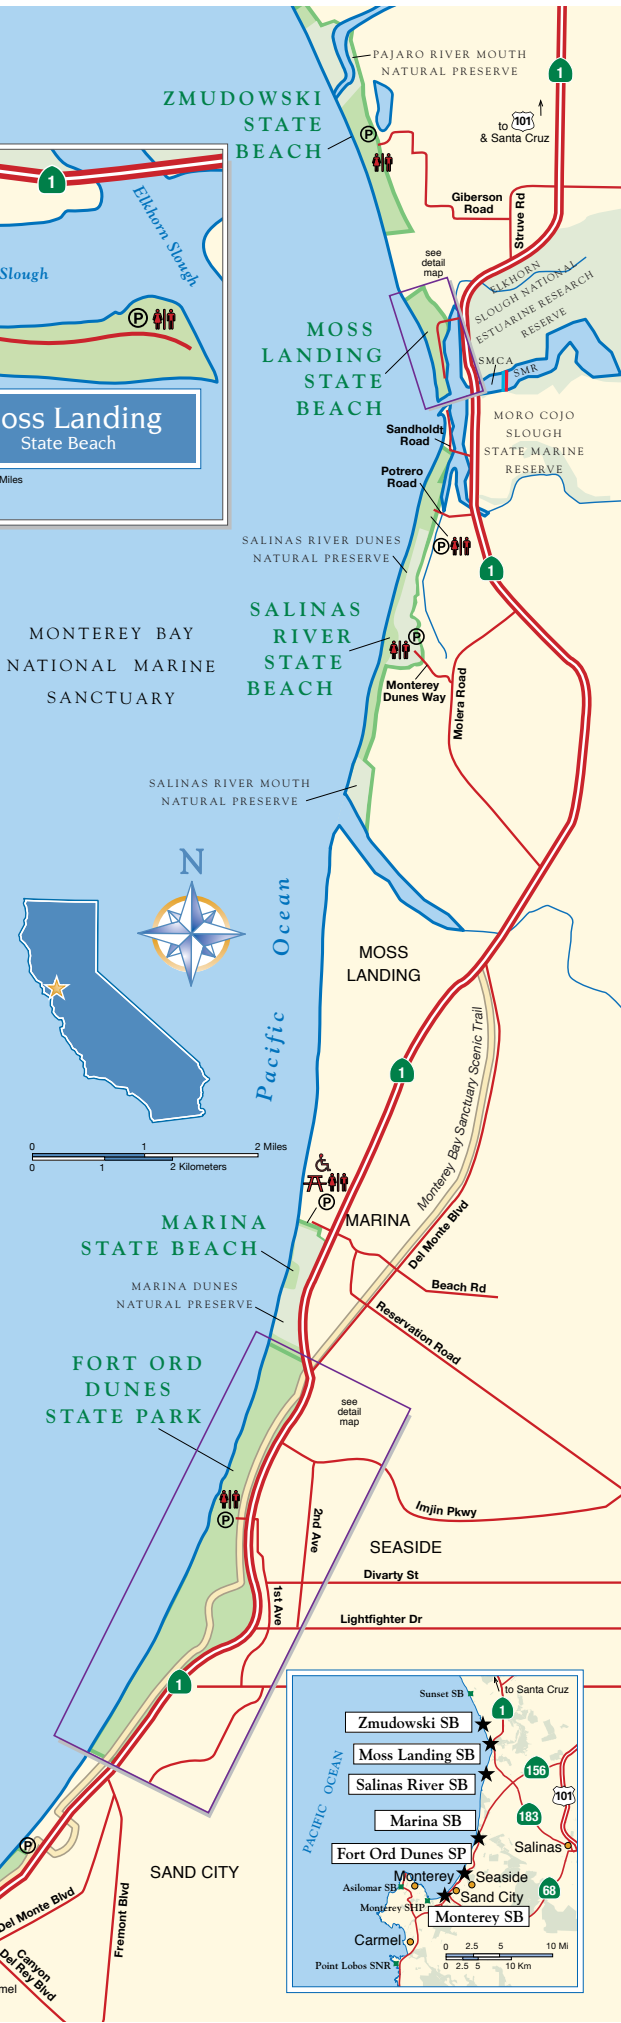 PAJARO RIVER MOUTH
NATURAL PRESERVE
1
ZMUDOWSKI
STATE
BEACH
P
to 101
& Santa Cruz
Giberson
Road
Struve Rd
1
Elkhorn Slough
Slough
P
oss Landing
State Beach
Miles
see
detail
map
ELKHORN
SLOUGH NATIONAL
ESTUARINE RESEARCH
RESERVE
MOSS
LANDING
STATE
BEACH
SMCA
SMR
MORO COJO
SLOUGH
STATE MARINE
RESERVE
Sandholdt
Road
Potrero
Road
SALINAS RIVER DUNES
NATURAL PRESERVE
P
1
SALINAS
RIVER
STATE
BEACH
P
MONTEREY BAY
NATIONAL MARINE
SANCTUARY
Monterey
Dunes Way
Molera Road
SALINAS RIVER MOUTH
NATURAL PRESERVE
N
Pacific Ocean
MOSS
LANDING
1
Monterey Bay Sanctuary Scenic Trail
0 1 2 Miles
0 1 2 Kilometers
P
MARINA
MARINA
STATE BEACH
Del Monte Blvd
Beach Rd
MARINA DUNES
NATURAL PRESERVE
Reservation Road
FORT ORD
DUNES
STATE PARK
see
detail
map
P
2nd Ave
Imjin Pkwy
SEASIDE
Divarty St
1st Ave
Lightfighter Dr
1
to Santa Cruz
Sunset SB
1
Zmudowski SB
Moss Landing SB
Salinas River SB
156
101
183
PACIFIC OCEAN
Marina SB
Salinas
Fort Ord Dunes SP
Monterey
Seaside
Asilomar SB
Sand City
68
Monterey SHP
Monterey SB
Carmel
0 2.5 5 10 Mi
0 2.5 5 10 Km
Point Lobos SNR
P
SAND CITY
Del Monte Blvd
Fremont Blvd
Canyon
Del Rey Blvd
mel